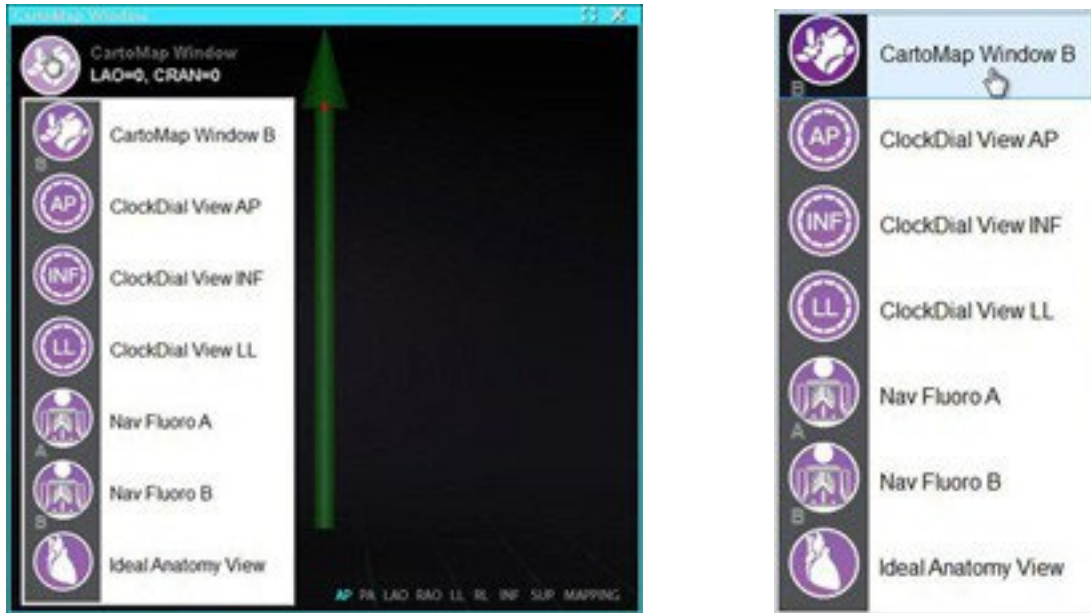 CartoMap Window
CartoMap Window
LAO=0, CRAN=0
B
CartoMap Window B
AP
ClockDial View AP
INF
ClockDial View INF
LL
ClockDial View LL
A
Nav Fluoro A
B
Nav Fluoro B
Ideal Anatomy View
AP PA LAO RAO LL RL INF SUP MAPPING
B
CartoMap Window B
AP
ClockDial View AP
INF
ClockDial View INF
LL
ClockDial View LL
A
Nav Fluoro A
B
Nav Fluoro B
Ideal Anatomy View